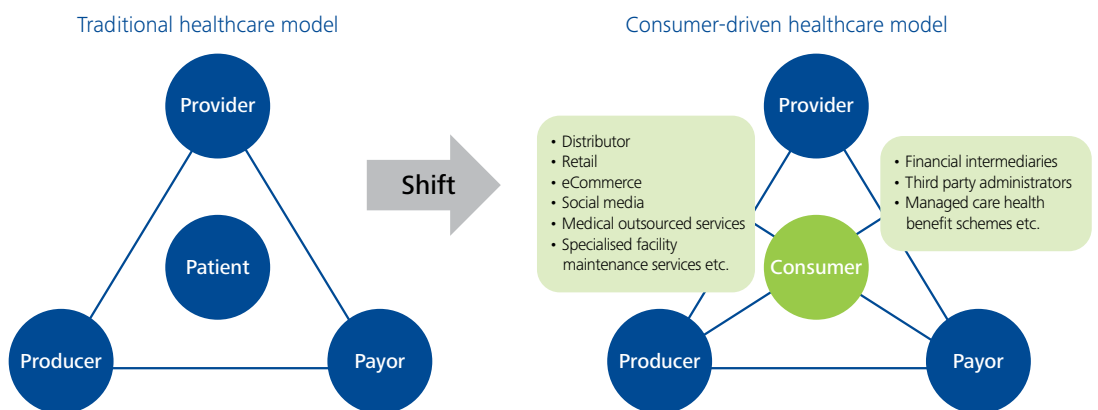 Traditional healthcare model
Provider
Patient
Producer
Payor
Shift
Consumer-driven healthcare model
Provider
• Distributor
• Retail
• eCommerce
• Social media
• Medical outsourced services
• Specialised facility
maintenance services etc.
• Financial intermediaries
• Third party administrators
• Managed care health
benefit schemes etc.
Consumer
Producer
Payor